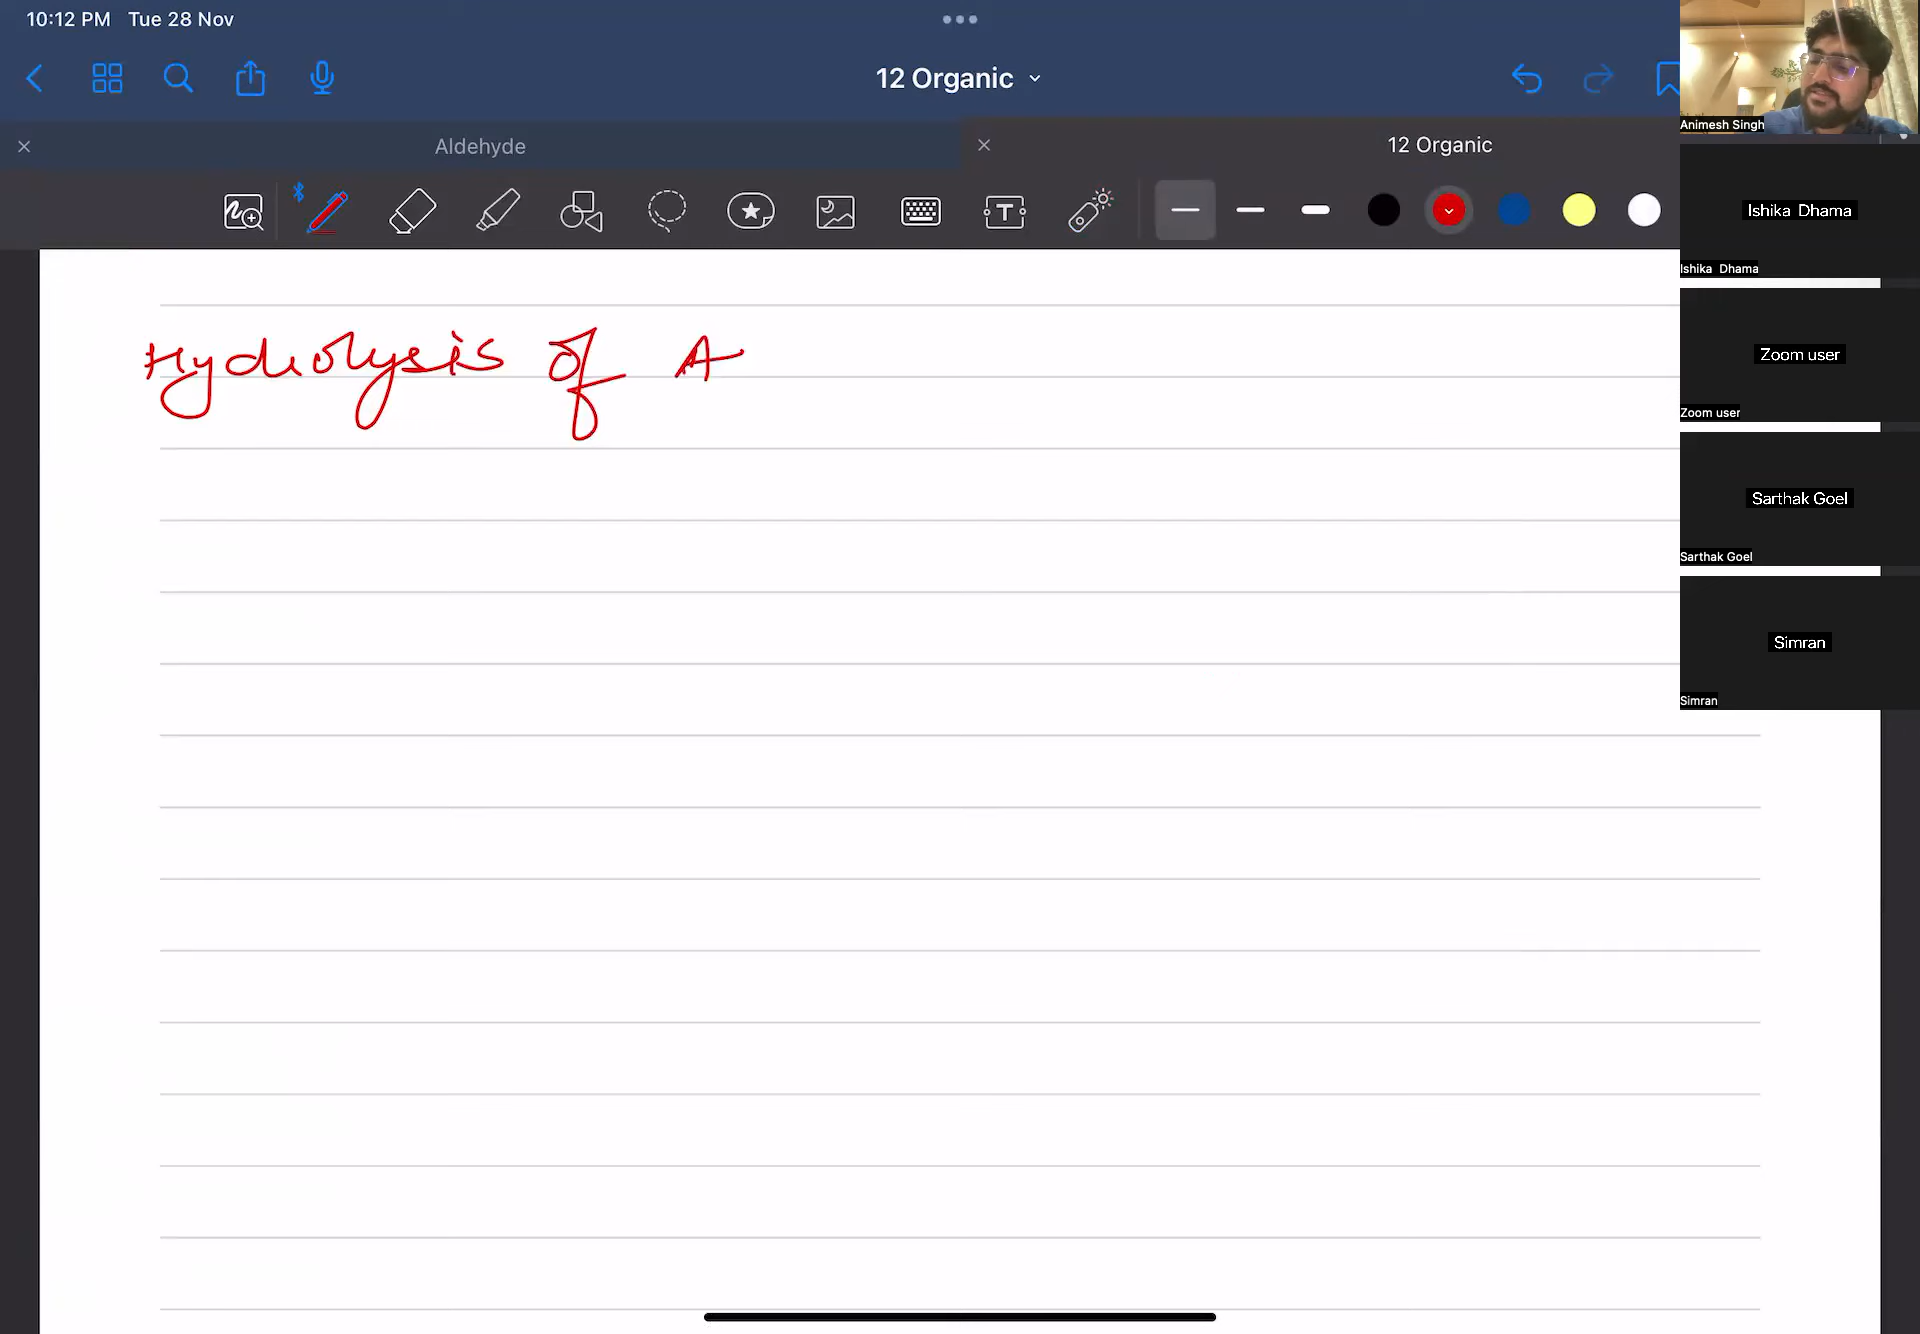 10:12 PM Tue 28 Nov
12 Organic
Aldehyde
12 Organic
T
Hydrolysis of A
Animesh Singh
Ishika Dhama
Ishika Dhama
Zoom user
Zoom user
Sarthak Goel
Sarthak Goel
Simran
Simran